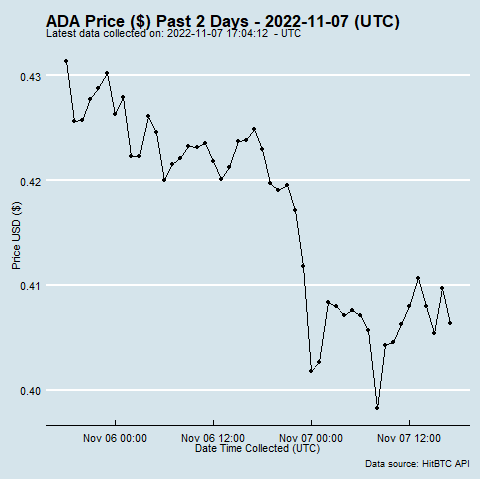 ADA Price ($) Past 2 Days - 2022-11-07 (UTC)
Latest data collected on: 2022-11-07 17:04:12  - UTC
0.43
0.42
0.41
0.40
Price USD ($)
Nov 06 00:00 Nov 06 12:00 Nov 07 00:00 Nov 07 12:00
Date Time Collected (UTC)
Data source: HitBTC API